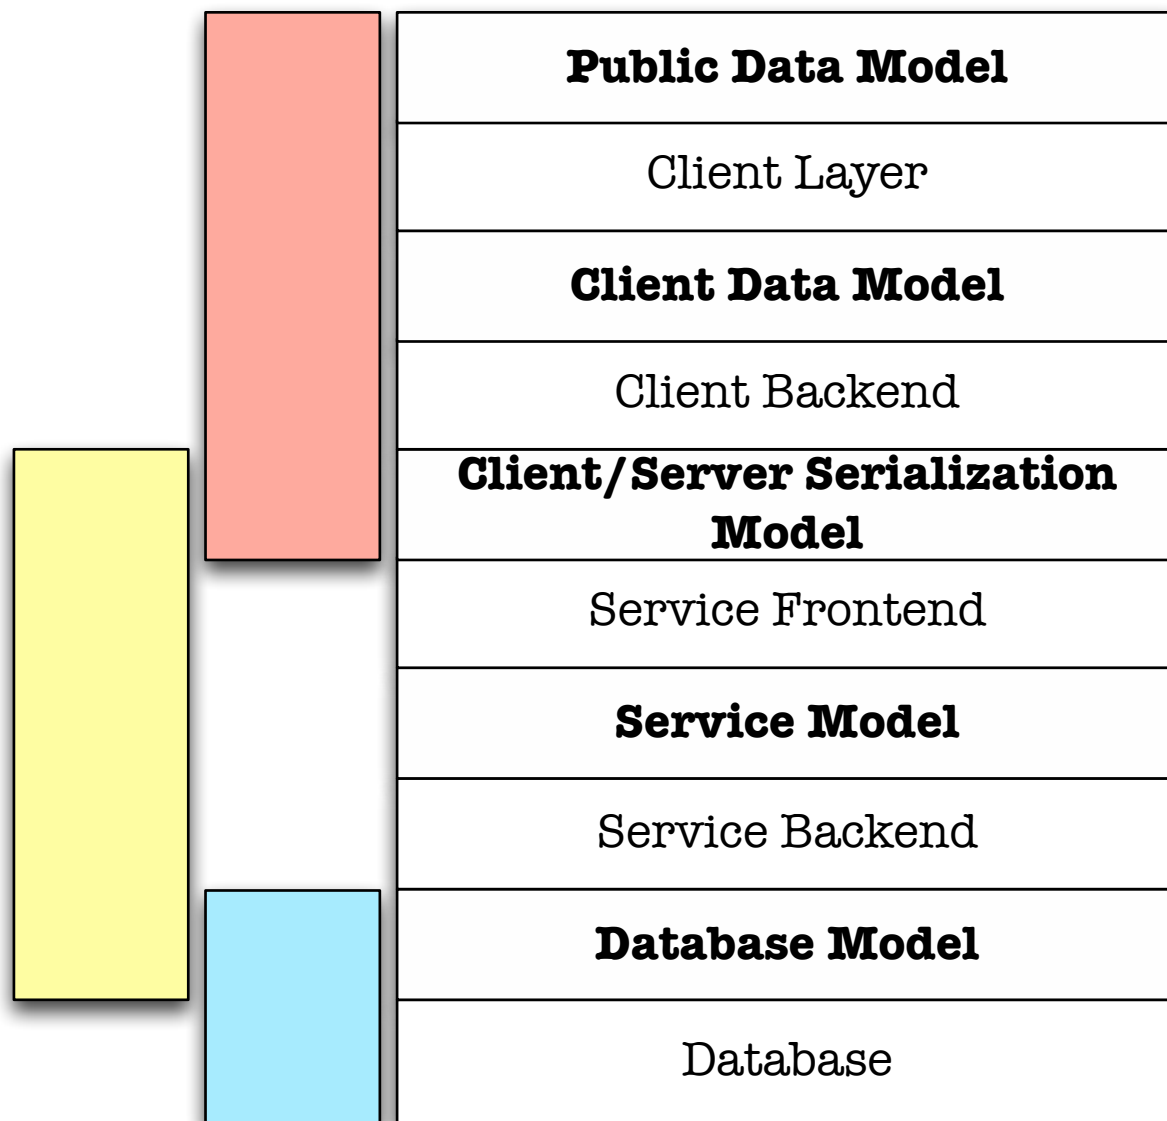 Public Data Model
Client Layer
Client Data Model
Client Backend
Client/Server Serialization
Model
Service Frontend
Service Model
Service Backend
Database Model
Database